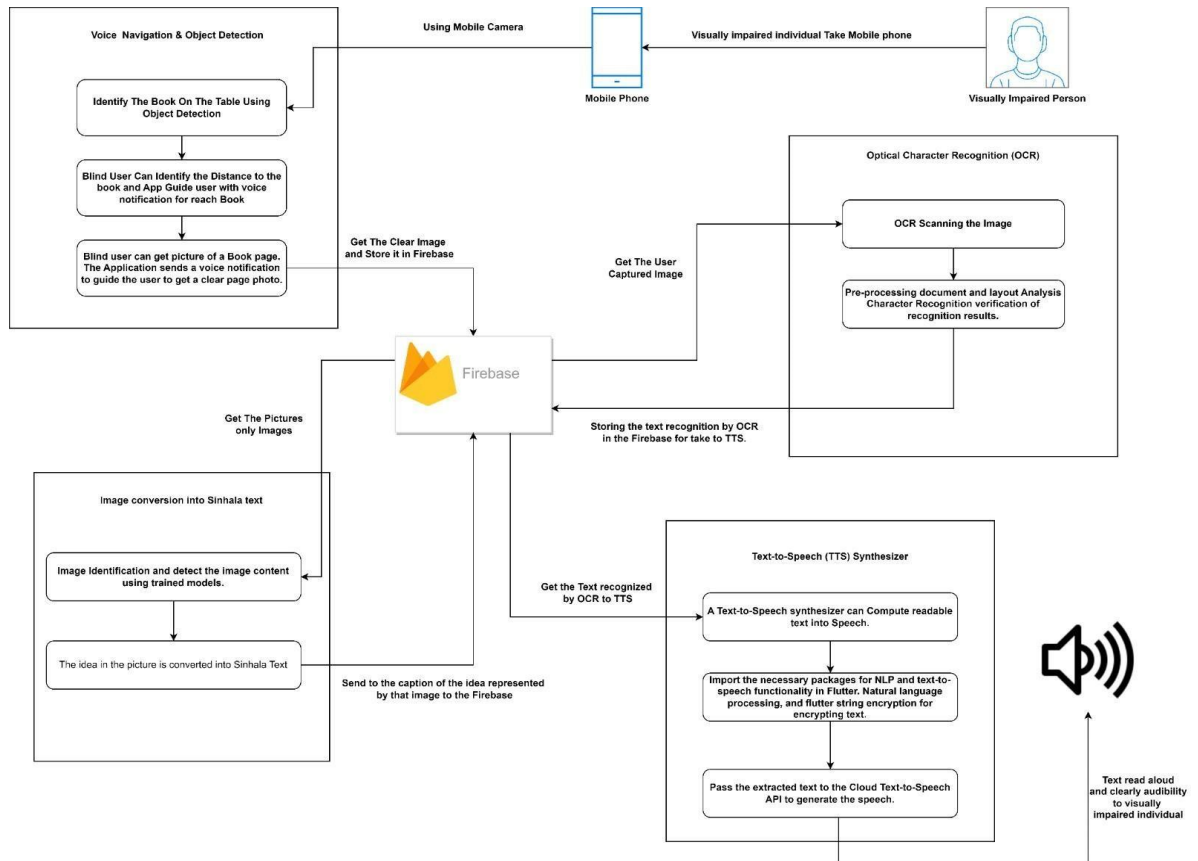 Voice Navigation & Object Detection
Using Mobile Camera
Visually impaired individual Take Mobile phone
Mobile Phone
Visually Impaired Person
Identify The Book On The Table Using
Object Detection
Blind User Can Identify the Distance to the
book and App Guide user with voice
notification for reach Book
Blind user can get picture of a Book page.
The Application sends a voice notification
to guide the user to get a clear page photo.
Get The Clear Image
and Store it in Firebase
Optical Character Recognition (OCR)
OCR Scanning the Image
Get The User
Captured Image
Pre-processing document and layout Analysis
Character Recognition verification of
recognition results.
Firebase
Get The Pictures
only Images
Storing the text recognition by OCR
in the Firebase for take to TTS.
Image conversion into Sinhala text
Image Identification and detect the image content
using trained models.
The idea in the picture is converted into Sinhala Text
Send to the caption of the idea represented
by that image to the Firebase
Get the Text recognized
by OCR to TTS
Text-to-Speech (TTS) Synthesizer
A Text-to-Speech synthesizer can Compute readable
text into Speech.
Import the necessary packages for NLP and text-to-
speech functionality in Flutter. Natural language
processing, and flutter string encryption for
encrypting text.
Pass the extracted text to the Cloud Text-to-Speech
API to generate the speech.
Text read aloud
and clearly audibility
to visually
impaired individual